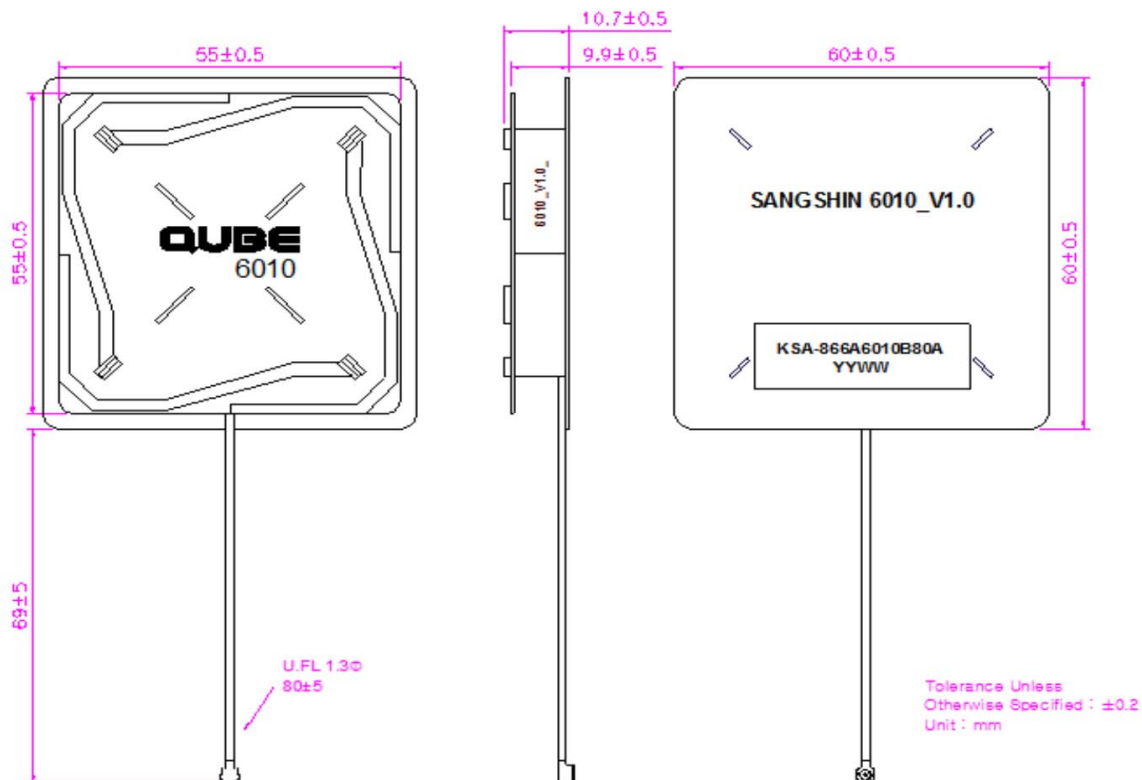 10.7±0.5
55±0.5
9.9±0.5
60±0.5
55±0.5
QUBE
6010
6010_V1.0_
SANGSHIN 6010_V1.0
60±0.5
KSA-866A6010B80A
YYWW
69±5
U.FL 1.3Φ
80±5
Tolerance Unless
Otherwise Specified : ±0.2
Unit : mm